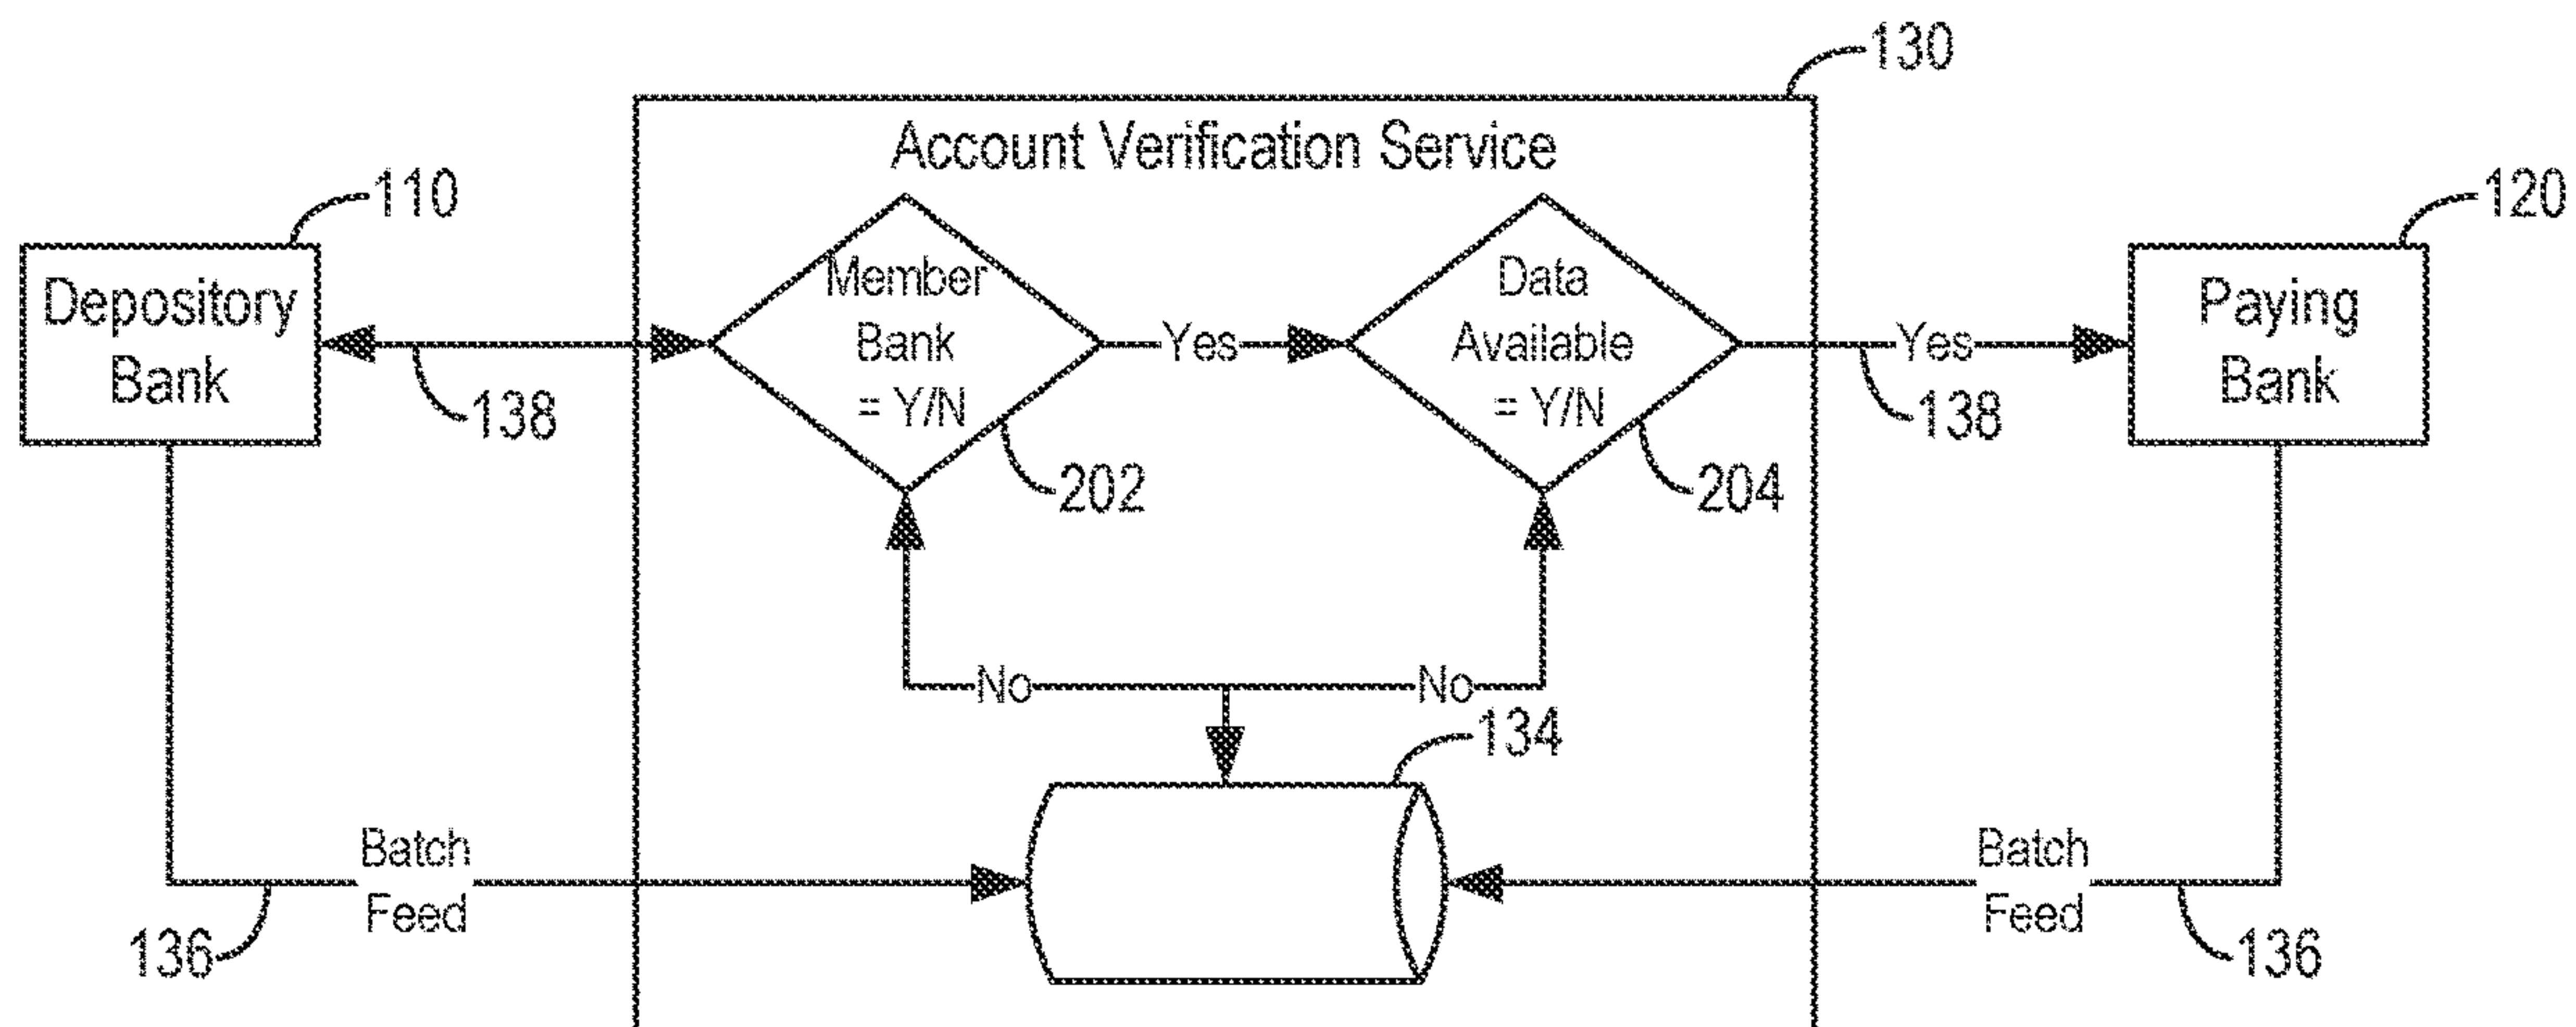 130
Account Verification Service
110
120
Depository
Bank
Member
Bank
= Y/N
Yes
Data
Available
= Y/N
Yes
Paying
Bank
138
138
202
204
No
No
134
Batch
Feed
Batch
Feed
136
136